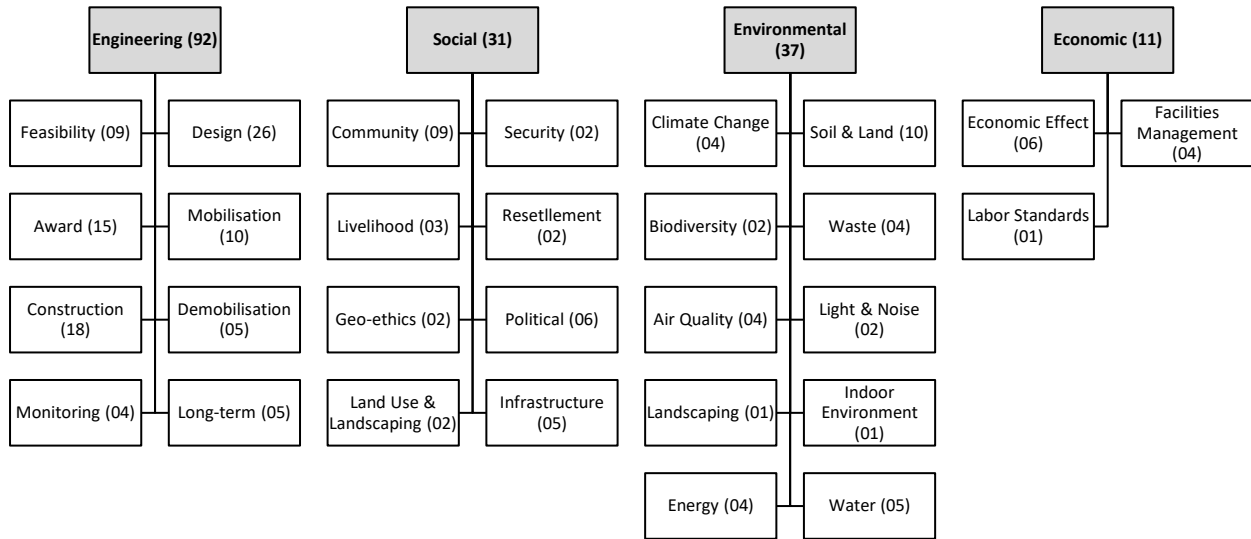 Engineering (92)
Social (31)
Environmental
(37)
Economic (11)
Feasibility (09)
Design (26)
Award (15)
Mobilisation
(10)
Construction
(18)
Demobilisation
(05)
Monitoring (04)
Long-term (05)
Community (09)
Security (02)
Livelihood (03)
Resetllement
(02)
Geo-ethics (02)
Political (06)
Land Use &
Landscaping (02)
Infrastructure
(05)
Climate Change
(04)
Soil & Land (10)
Biodiversity (02)
Waste (04)
Air Quality (04)
Light & Noise
(02)
Landscaping (01)
Indoor
Environment
(01)
Energy (04)
Water (05)
Economic Effect
(06)
Facilities
Management
(04)
Labor Standards
(01)